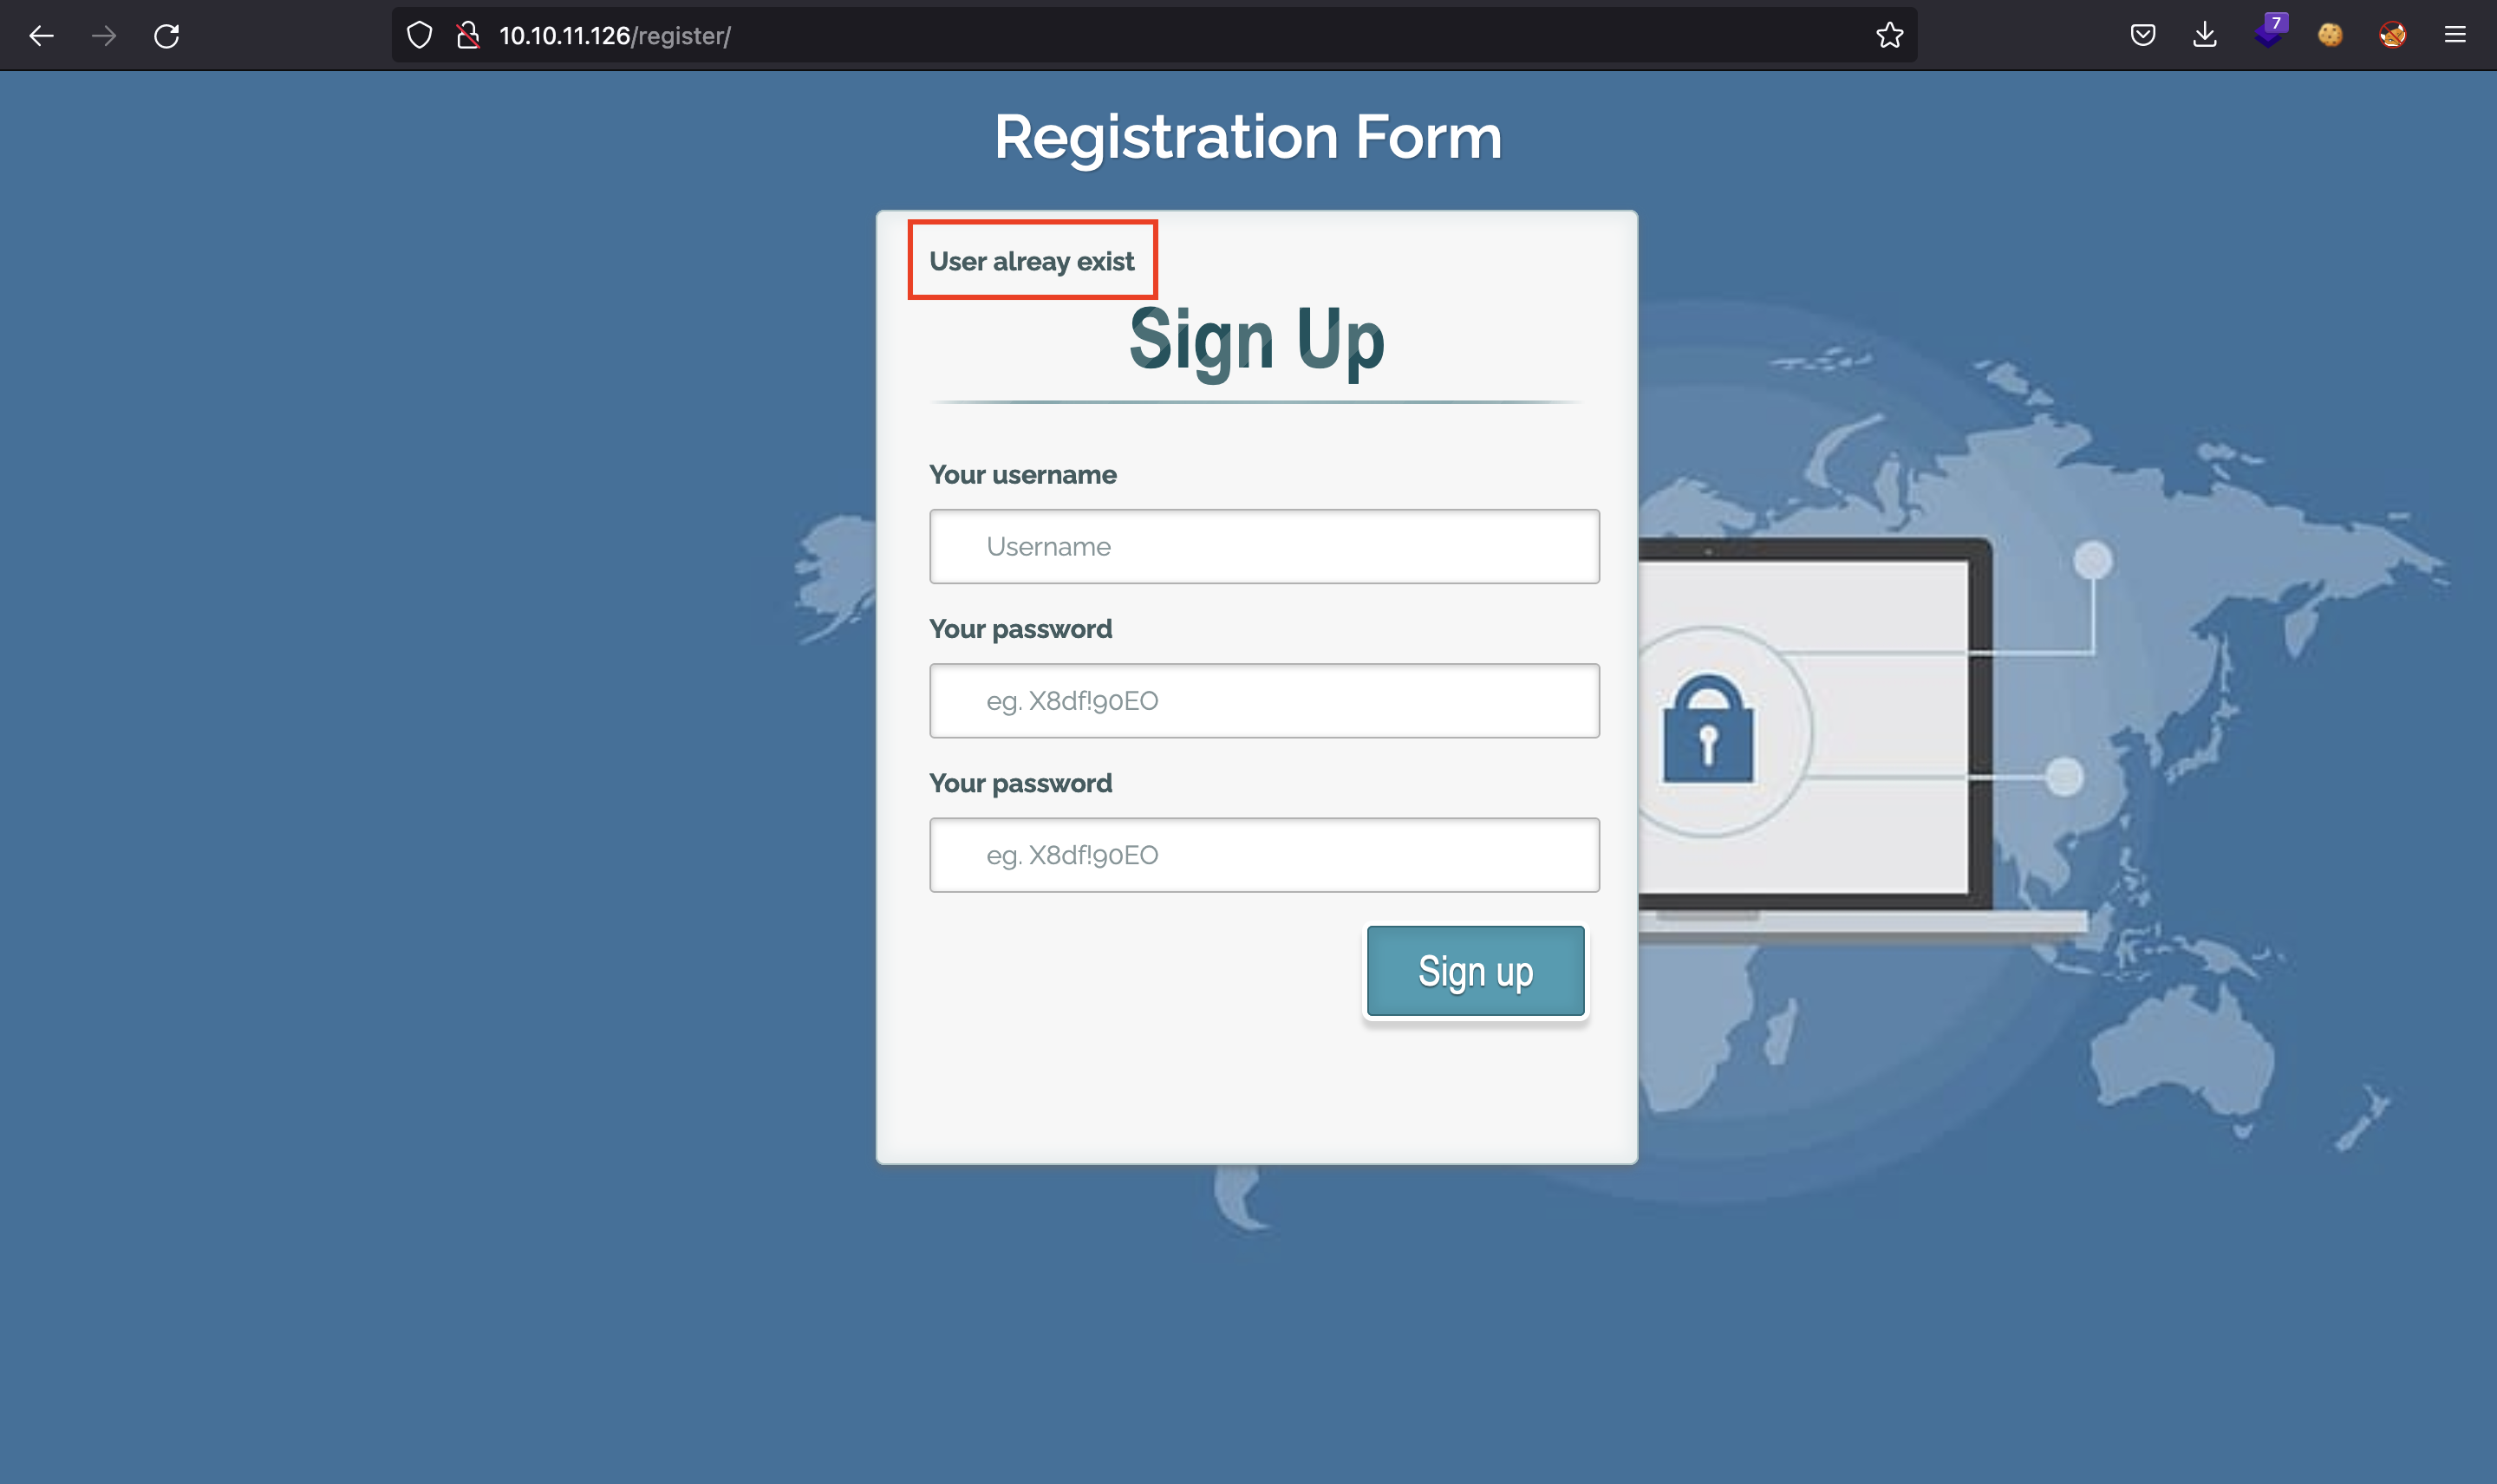 10.10.11.126/register/
7
Registration Form
User alreay exist
Sign Up
Your username
Username
Your password
eg. X8df!90EO
Your password
eg. X8df!90EO
Sign up